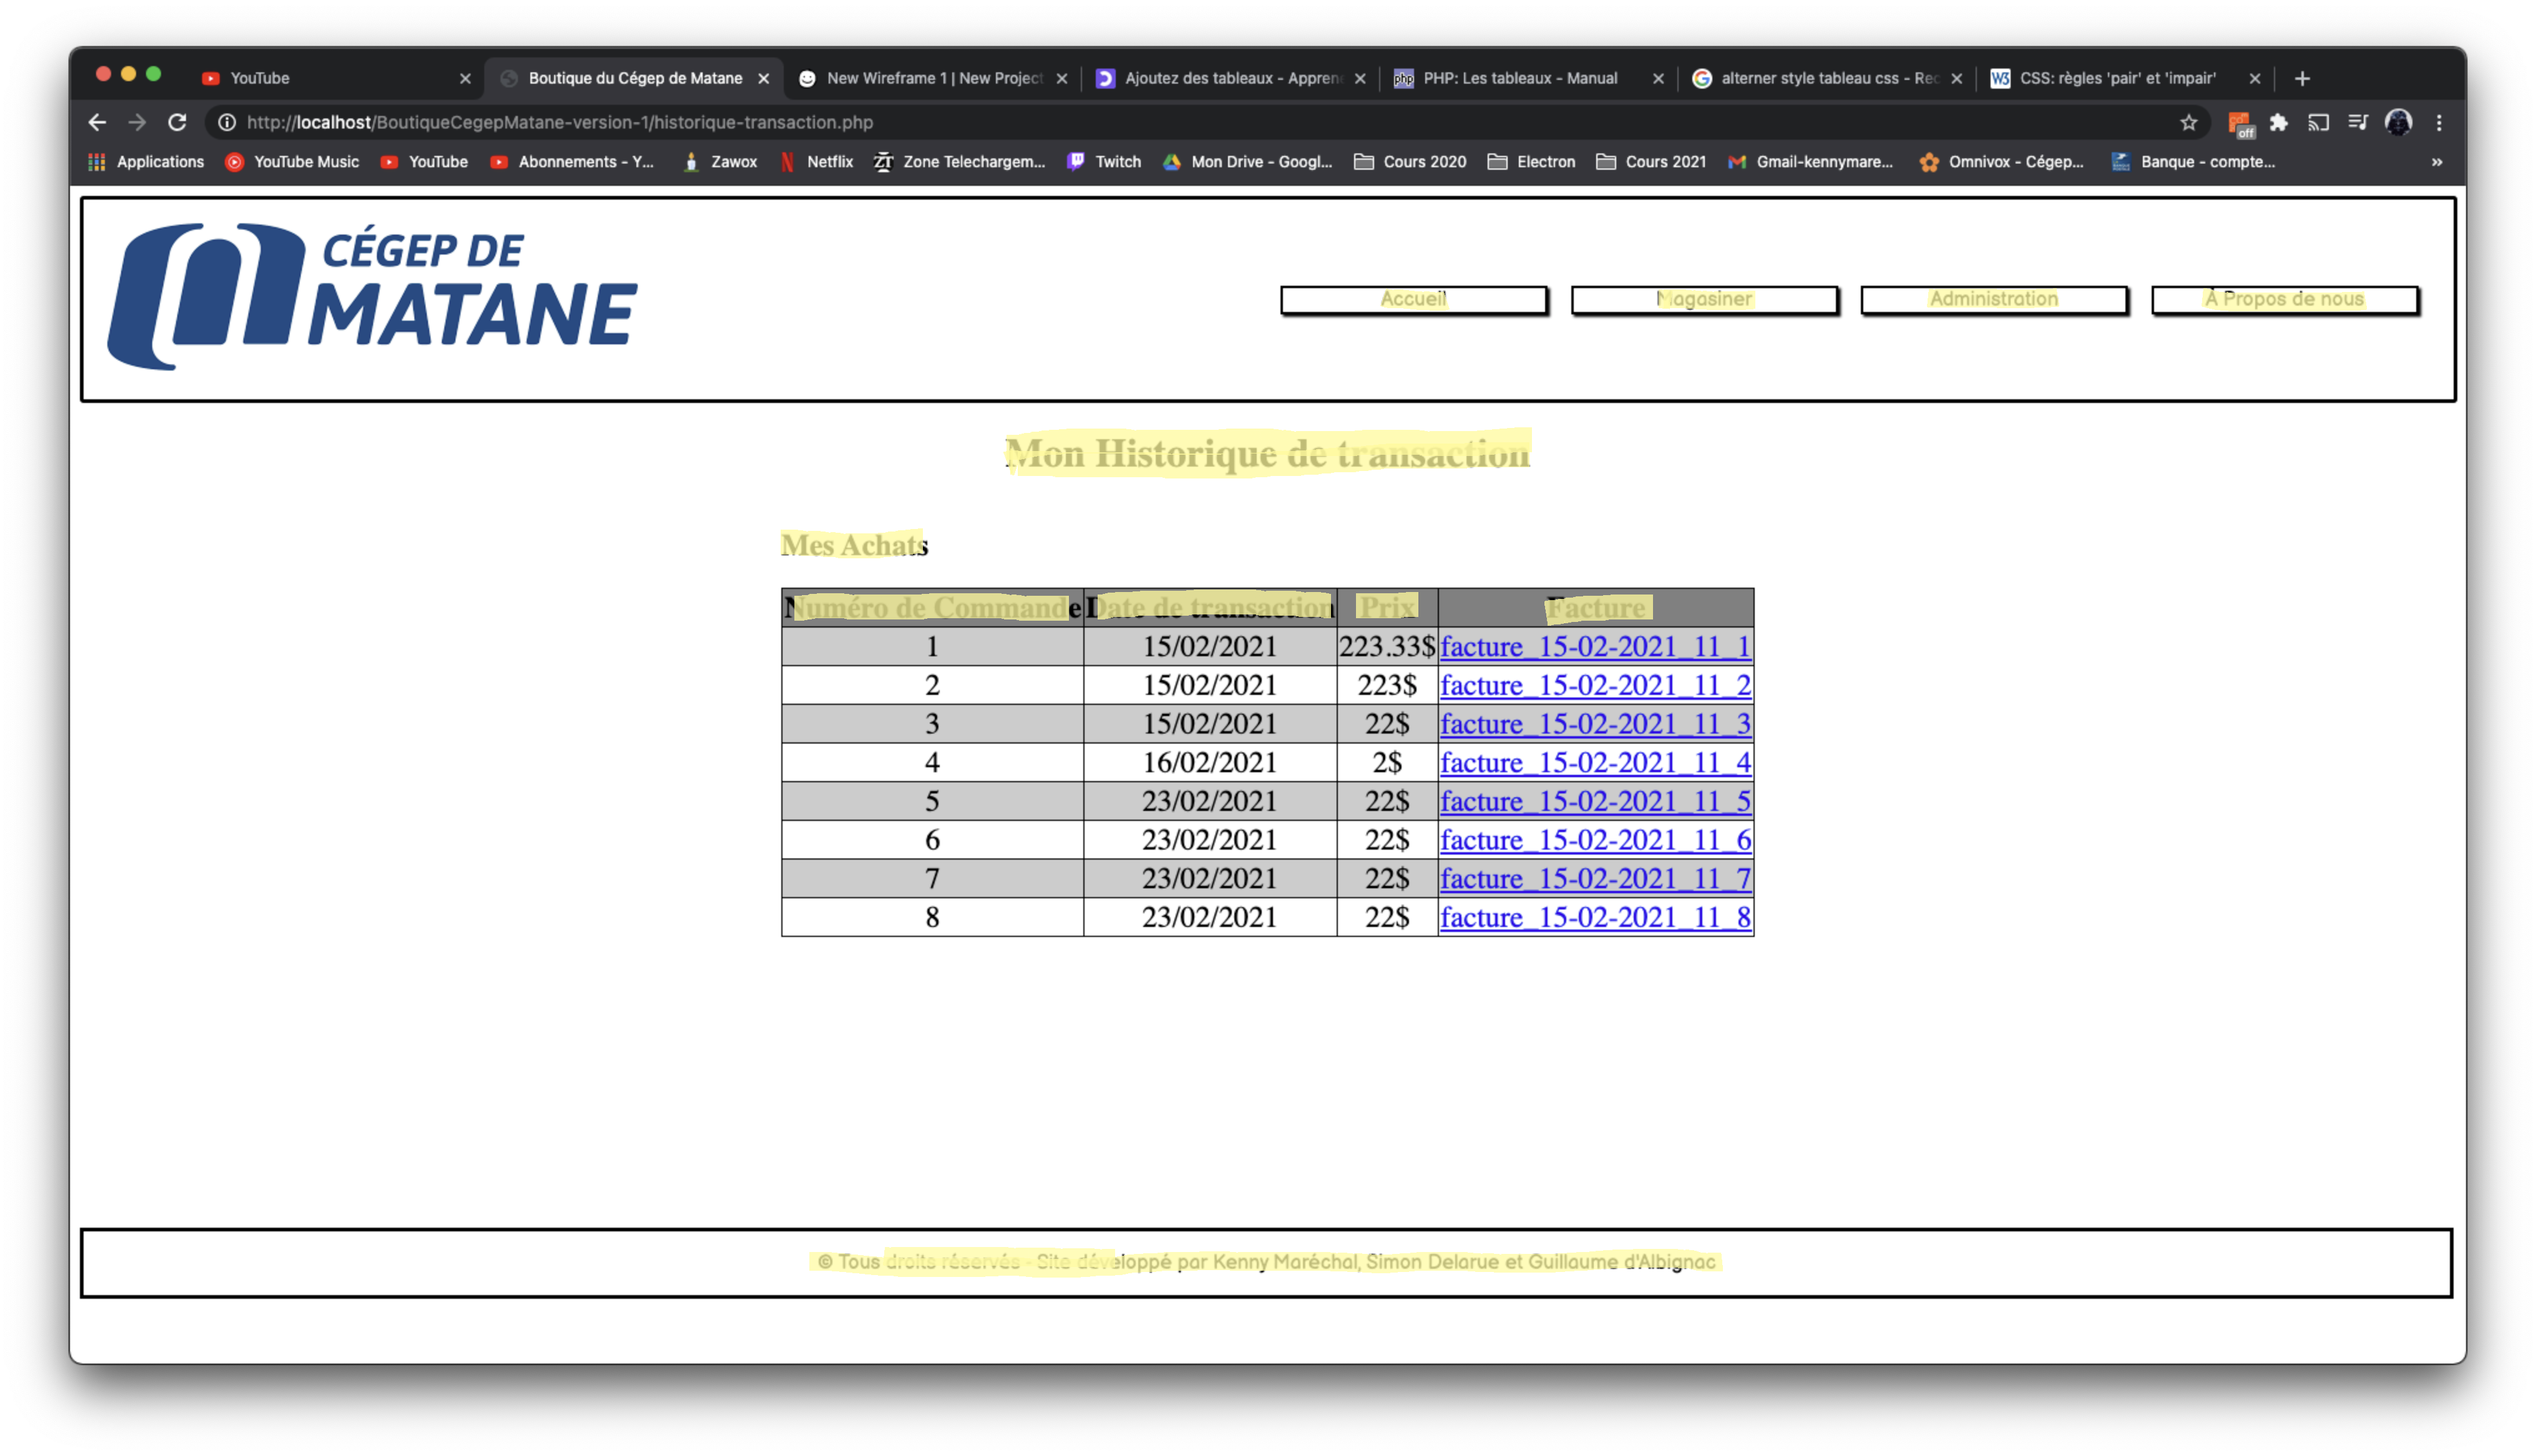 YouTube
Boutique du Cégep de Matane
New Wireframe 1 | New Project
Ajoutez des tableaux - Appren
PHP: Les tableaux - Manual
alterner style tableau css - Rec
W3 CSS: règles 'pair' et 'impair'
http://localhost/BoutiqueCegepMatane-version-1/historique-transaction.php
off
Applications YouTube Music YouTube Abonnements - Y... Zawox Netflix ZT Zone Telechargem... Twitch Mon Drive - Googl... Cours 2020 Electron Cours 2021 Gmail-kennymare... Omnivox - Cégep... Banque - compte... »
CÉGEP DE
MATANE
Accueil Magasiner Administration À Propos de nous
Mon Historique de transaction
Mes Achats
Numéro de Commande Date de transaction Prix Facture
1 15/02/2021 223.33$ facture_15-02-2021_11_1
2 15/02/2021 223$ facture_15-02-2021_11_2
3 15/02/2021 22$ facture_15-02-2021_11_3
4 16/02/2021 2$ facture_15-02-2021_11_4
5 23/02/2021 22$ facture_15-02-2021_11_5
6 23/02/2021 22$ facture_15-02-2021_11_6
7 23/02/2021 22$ facture_15-02-2021_11_7
8 23/02/2021 22$ facture_15-02-2021_11_8
© Tous droits réservés - Site développé par Kenny Maréchal, Simon Delarue et Guillaume d'Albignac